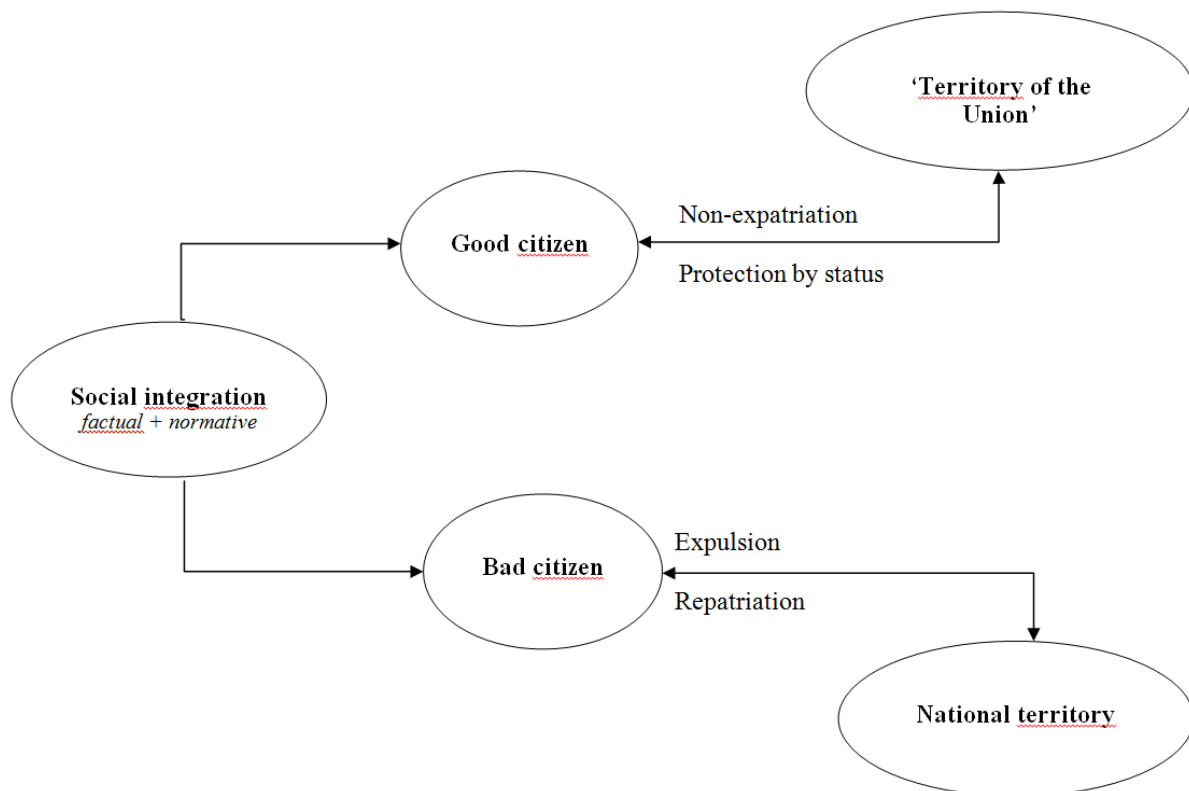 ‘Territory of the
Union’
Non-expatriation
Good citizen
Protection by status
Social integration
factual + normative
Expulsion
Bad citizen
Repatriation
National territory